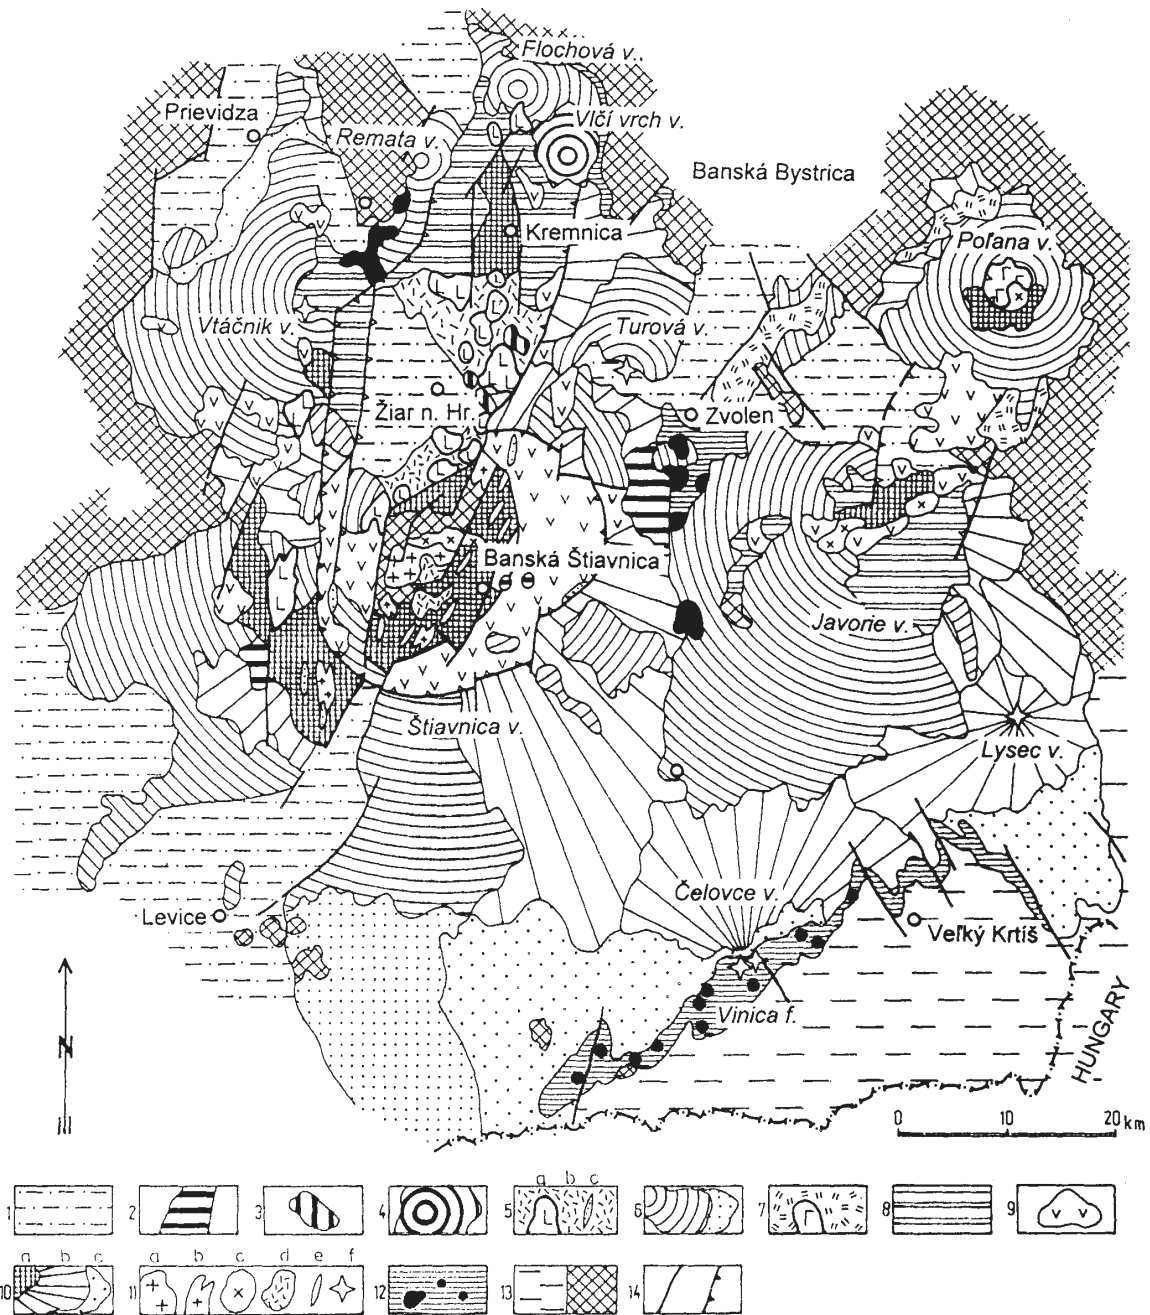 Flochová v.
Prievidza
Vlčí vrch v.
Remata v.
Banská Bystrica
Kremnica
Poľana v.
Vtáčnik v.
Turová v.
Žiar n. Hr.
Zvolen
Banská Štiavnica
Javorie v.
Štiavnica v.
Lysec v.
Čelovce v.
Levice
Veľký Krtíš
Vinica f.
HUNGARY
N
0 10 20 km
a b c
1 2 3 4 5 6 7 8 9
a b c a b c d e f
10 11 12 13 14